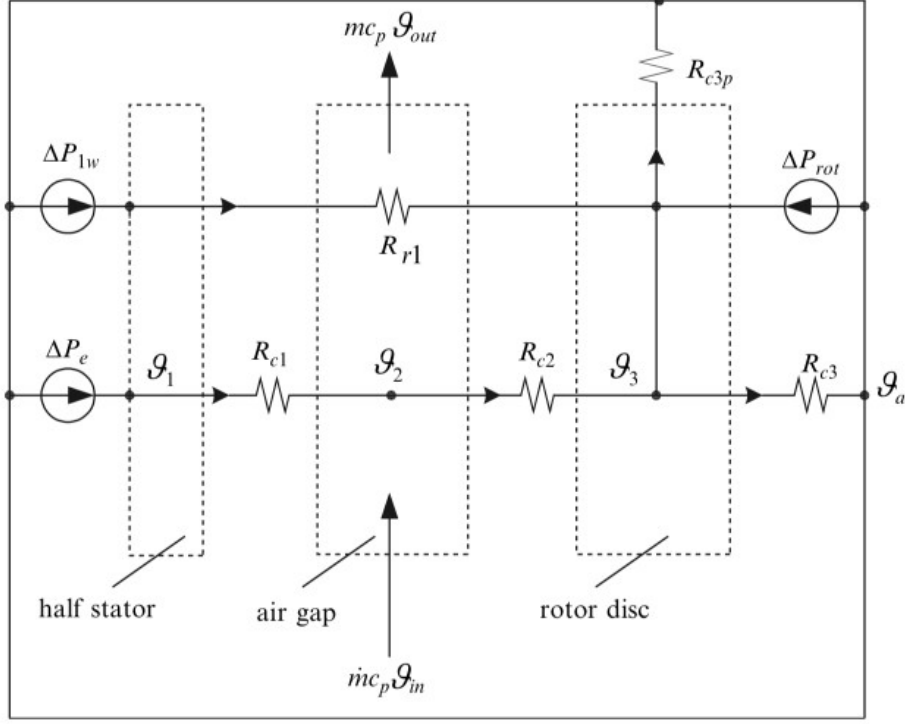 mc_p ϑ_out
R_c3p
ΔP_1w
ΔP_rot
R_r1
ΔP_e
ϑ_1
R_c1
ϑ_2
R_c2
ϑ_3
R_c3
ϑ_a
half stator
air gap
rotor disc
ṁc_p ϑ_in